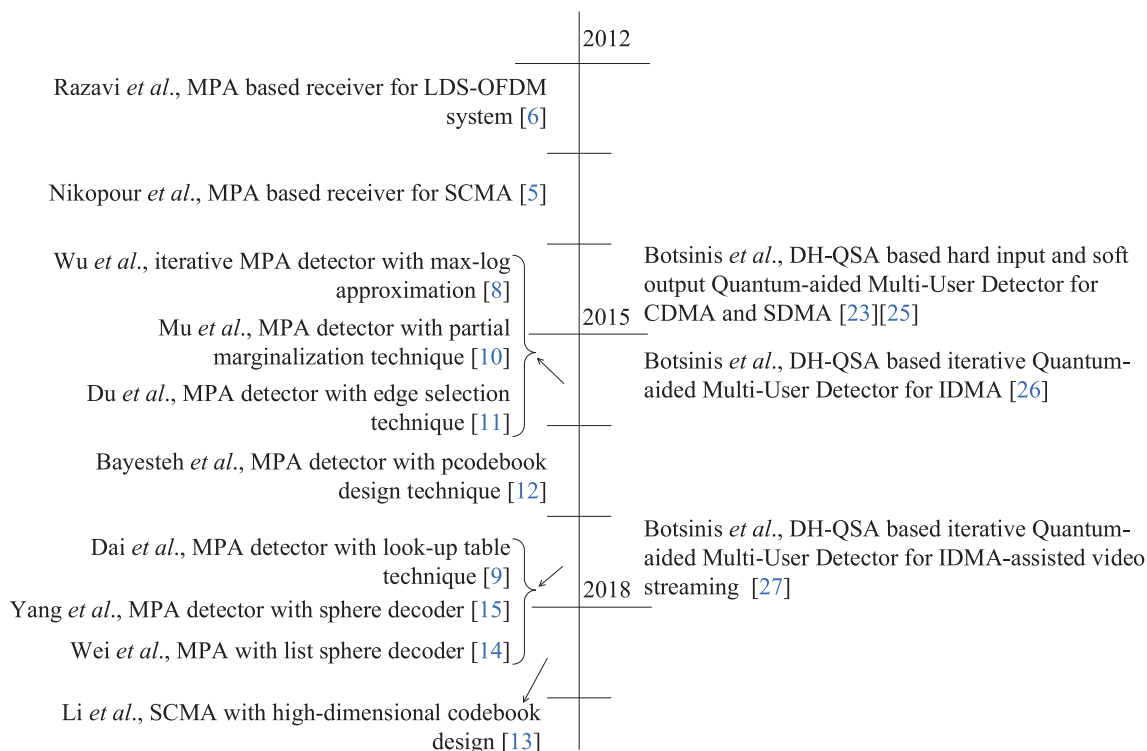 2012
Razavi et al., MPA based receiver for LDS-OFDM
system [6]
Nikopour et al., MPA based receiver for SCMA [5]
Wu et al., iterative MPA detector with max-log
approximation [8]
Botsinis et al., DH-QSA based hard input and soft
output Quantum-aided Multi-User Detector for
CDMA and SDMA [23][25]
2015
Mu et al., MPA detector with partial
marginalization technique [10]
Botsinis et al., DH-QSA based iterative Quantum-
aided Multi-User Detector for IDMA [26]
Du et al., MPA detector with edge selection
technique [11]
Bayesteh et al., MPA detector with pcodebook
design technique [12]
Botsinis et al., DH-QSA based iterative Quantum-
aided Multi-User Detector for IDMA-assisted video
streaming [27]
Dai et al., MPA detector with look-up table
technique [9]
2018
Yang et al., MPA detector with sphere decoder [15]
Wei et al., MPA with list sphere decoder [14]
Li et al., SCMA with high-dimensional codebook
design [13]